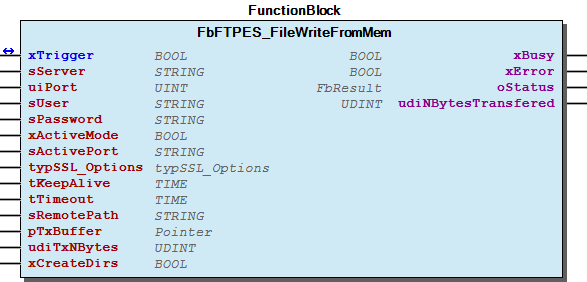 FunctionBlock
FbFTPES_FileWriteFromMem
xTrigger BOOL BOOL xBusy
sServer STRING BOOL xError
uiPort UINT FbResult oStatus
sUser STRING UDINT udiNBytesTransfered
sPassword STRING
xActiveMode BOOL
sActivePort STRING
typSSL_Options typSSL_Options
tKeepAlive TIME
tTimeout TIME
sRemotePath STRING
pTxBuffer Pointer
udiTxNBytes UDINT
xCreateDirs BOOL